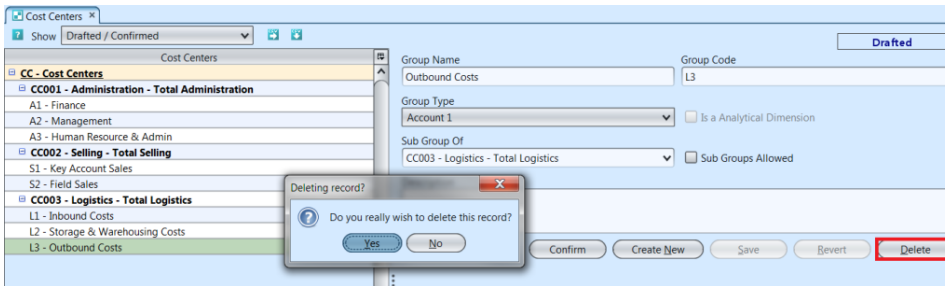 Cost Centers ×
? Show Drafted / Confirmed
Drafted
Cost Centers
CC - Cost Centers
CC001 - Administration - Total Administration
A1 - Finance
A2 - Management
A3 - Human Resource & Admin
CC002 - Selling - Total Selling
S1 - Key Account Sales
S2 - Field Sales
CC003 - Logistics - Total Logistics
L1 - Inbound Costs
L2 - Storage & Warehousing Costs
L3 - Outbound Costs
Group Name Group Code
Outbound Costs L3
Group Type
Account 1 Is a Analytical Dimension
Sub Group Of
CC003 - Logistics - Total Logistics Sub Groups Allowed
Deleting record? X
? Do you really wish to delete this record?
Yes No
Confirm Create New Save Revert Delete